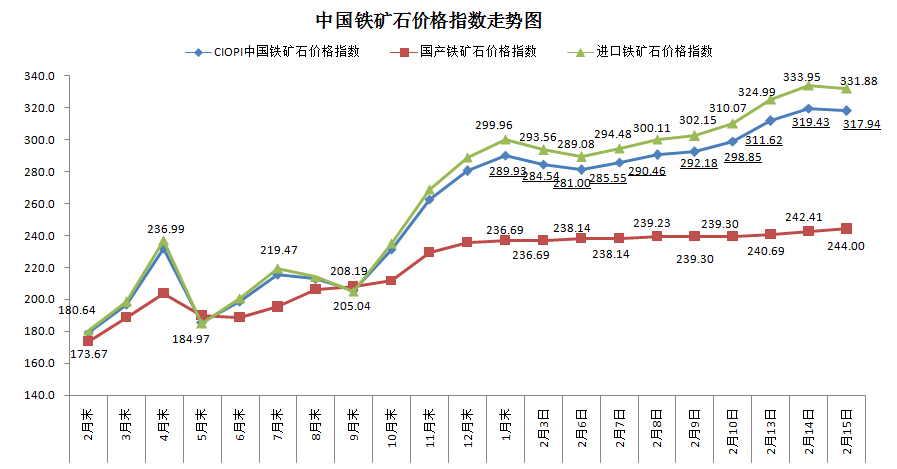 中国铁矿石价格指数走势图
CIOPI中国铁矿石价格指数 国产铁矿石价格指数 进口铁矿石价格指数
340.0
320.0
300.0
280.0
260.0
240.0
220.0
200.0
180.0
160.0
140.0
180.64
236.99
184.97
219.47
205.04
299.96
293.56
289.08
294.48
300.11
302.15
310.07
324.99
333.95
331.88
289.93
284.54
281.00
285.55
290.46
292.18
298.85
311.62
319.43
317.94
173.67
208.19
236.69
236.69
238.14
238.14
239.23
239.30
239.30
240.69
242.41
244.00
2月末
3月末
4月末
5月末
6月末
7月末
8月末
9月末
10月末
11月末
12月末
1月末
2月3日
2月6日
2月7日
2月8日
2月9日
2月10日
2月13日
2月14日
2月15日